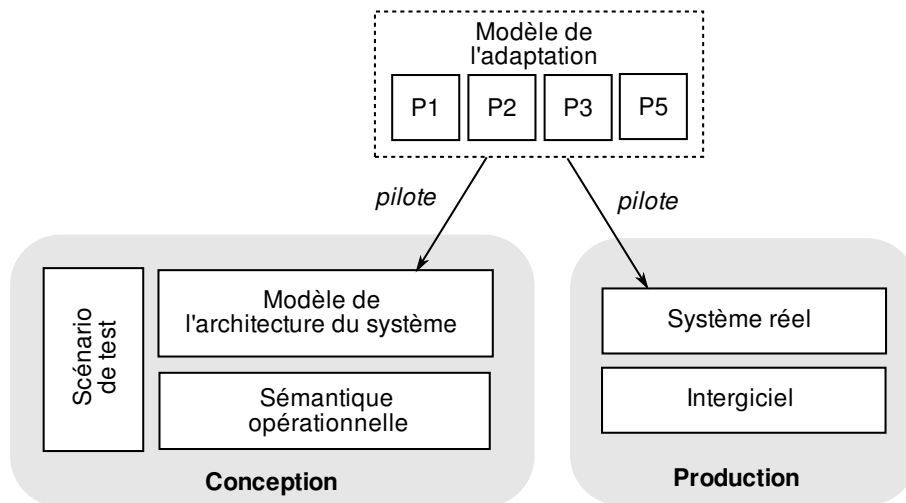 Modèle de
l'adaptation
P1
P2
P3
P5
pilote
pilote
Scénario
de test
Modèle de
l'architecture du système
Sémantique
opérationnelle
Conception
Système réel
Intergiciel
Production